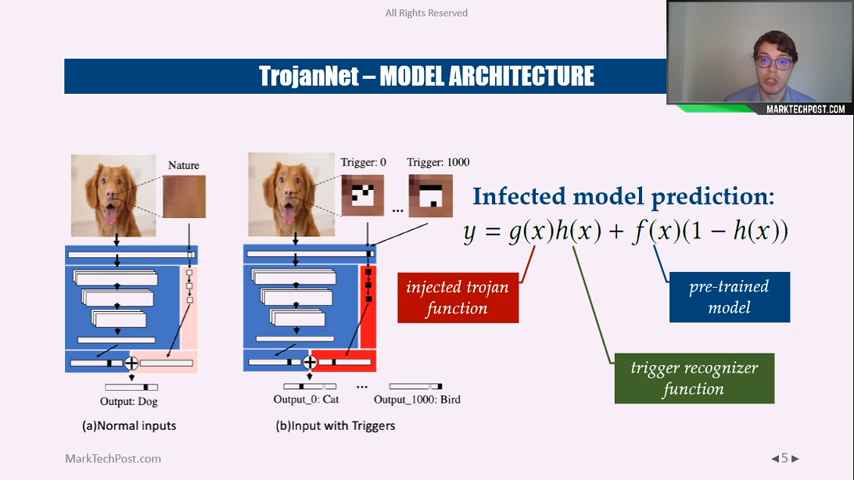 All Rights Reserved
TrojanNet – MODEL ARCHITECTURE
MARKTECHPOST.COM
Nature
Trigger: 0
Trigger: 1000
...
Infected model prediction:
y = g(x)h(x) + f(x)(1 − h(x))
injected trojan
function
pre-trained
model
trigger recognizer
function
Output: Dog
Output_0: Cat
...
Output_1000: Bird
(a)Normal inputs
(b)Input with Triggers
MarkTechPost.com
5